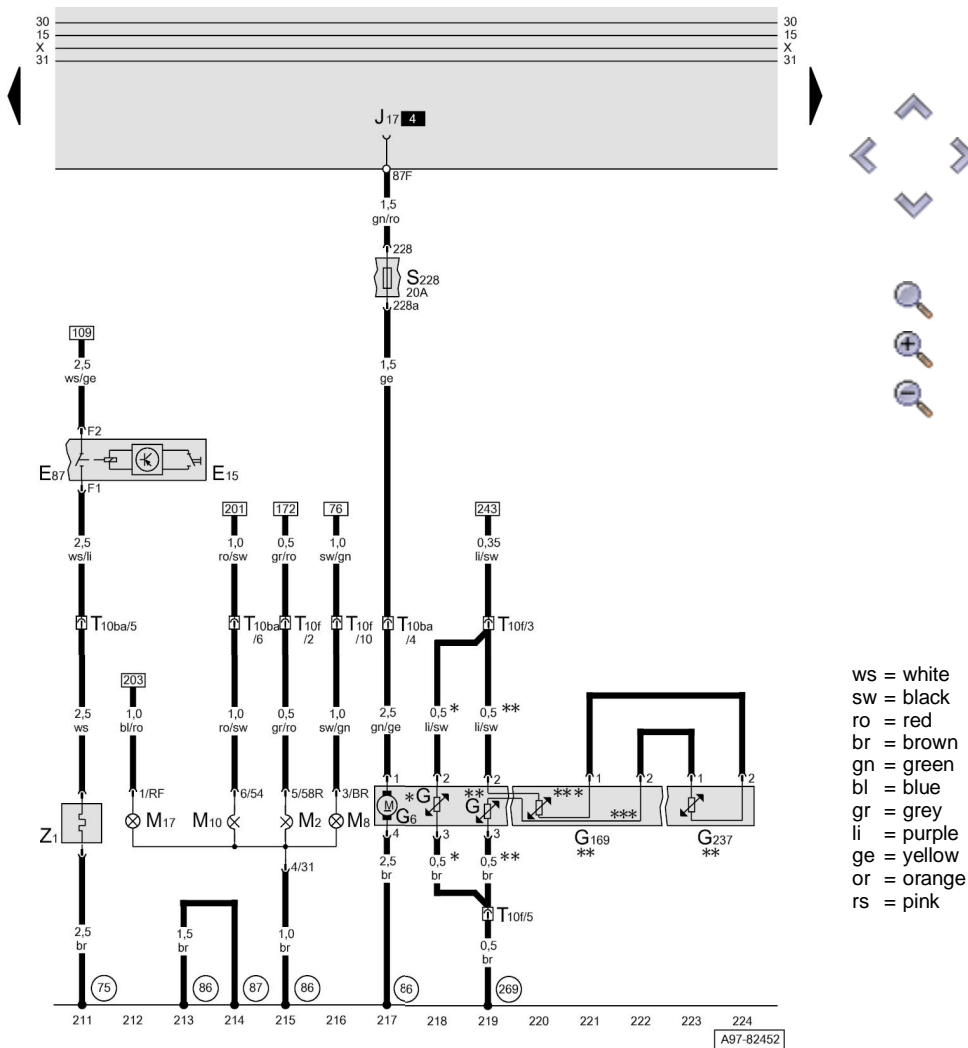 30 30
15 15
X X
31 31
J17 4
87F
1,5
gn/ro
228
S228
20A
228a
109
2,5
ws/ge
1,5
ge
F2
E87 E15
F1
201 172 76 243
2,5
ws/li
1,0
ro/sw
0,5
gr/ro
1,0
sw/gn
0,35
li/sw
T10ba/5
T10ba
/6
T10f
/2
T10f
/10
T10ba
/4
T10f/3
203
2,5
ws
1,0
bl/ro
1,0
ro/sw
0,5
gr/ro
1,0
sw/gn
2,5
gn/ge
0,5 *
li/sw
0,5 **
li/sw
1/RF 6/54 5/58R 3/BR 1 2 2 1 2 1 2
Z1 M17 M10 M2 M8 M G6 * G ** G *** ***
G169
**
G237
**
4 3 3
4/31
2,5
br
0,5 *
br
0,5 **
br
T10f/5
2,5
br
1,5
br
1,0
br
0,5
br
75 86 87 86 86 269
211 212 213 214 215 216 217 218 219 220 221 222 223 224
A97-82452
ws = white
sw = black
ro = red
br = brown
gn = green
bl = blue
gr = grey
li = purple
ge = yellow
or = orange
rs = pink